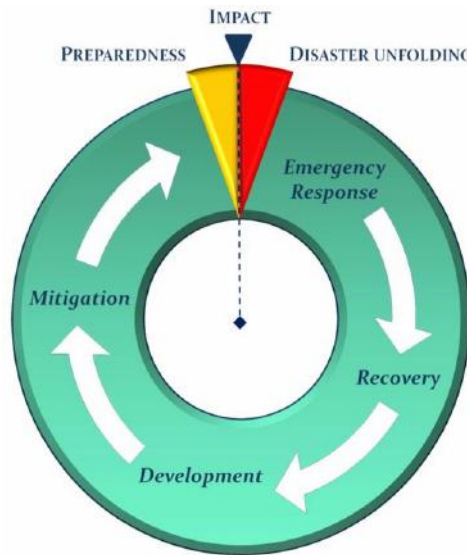 IMPACT
PREPAREDNESS
DISASTER UNFOLDING
Emergency
Response
Mitigation
Recovery
Development